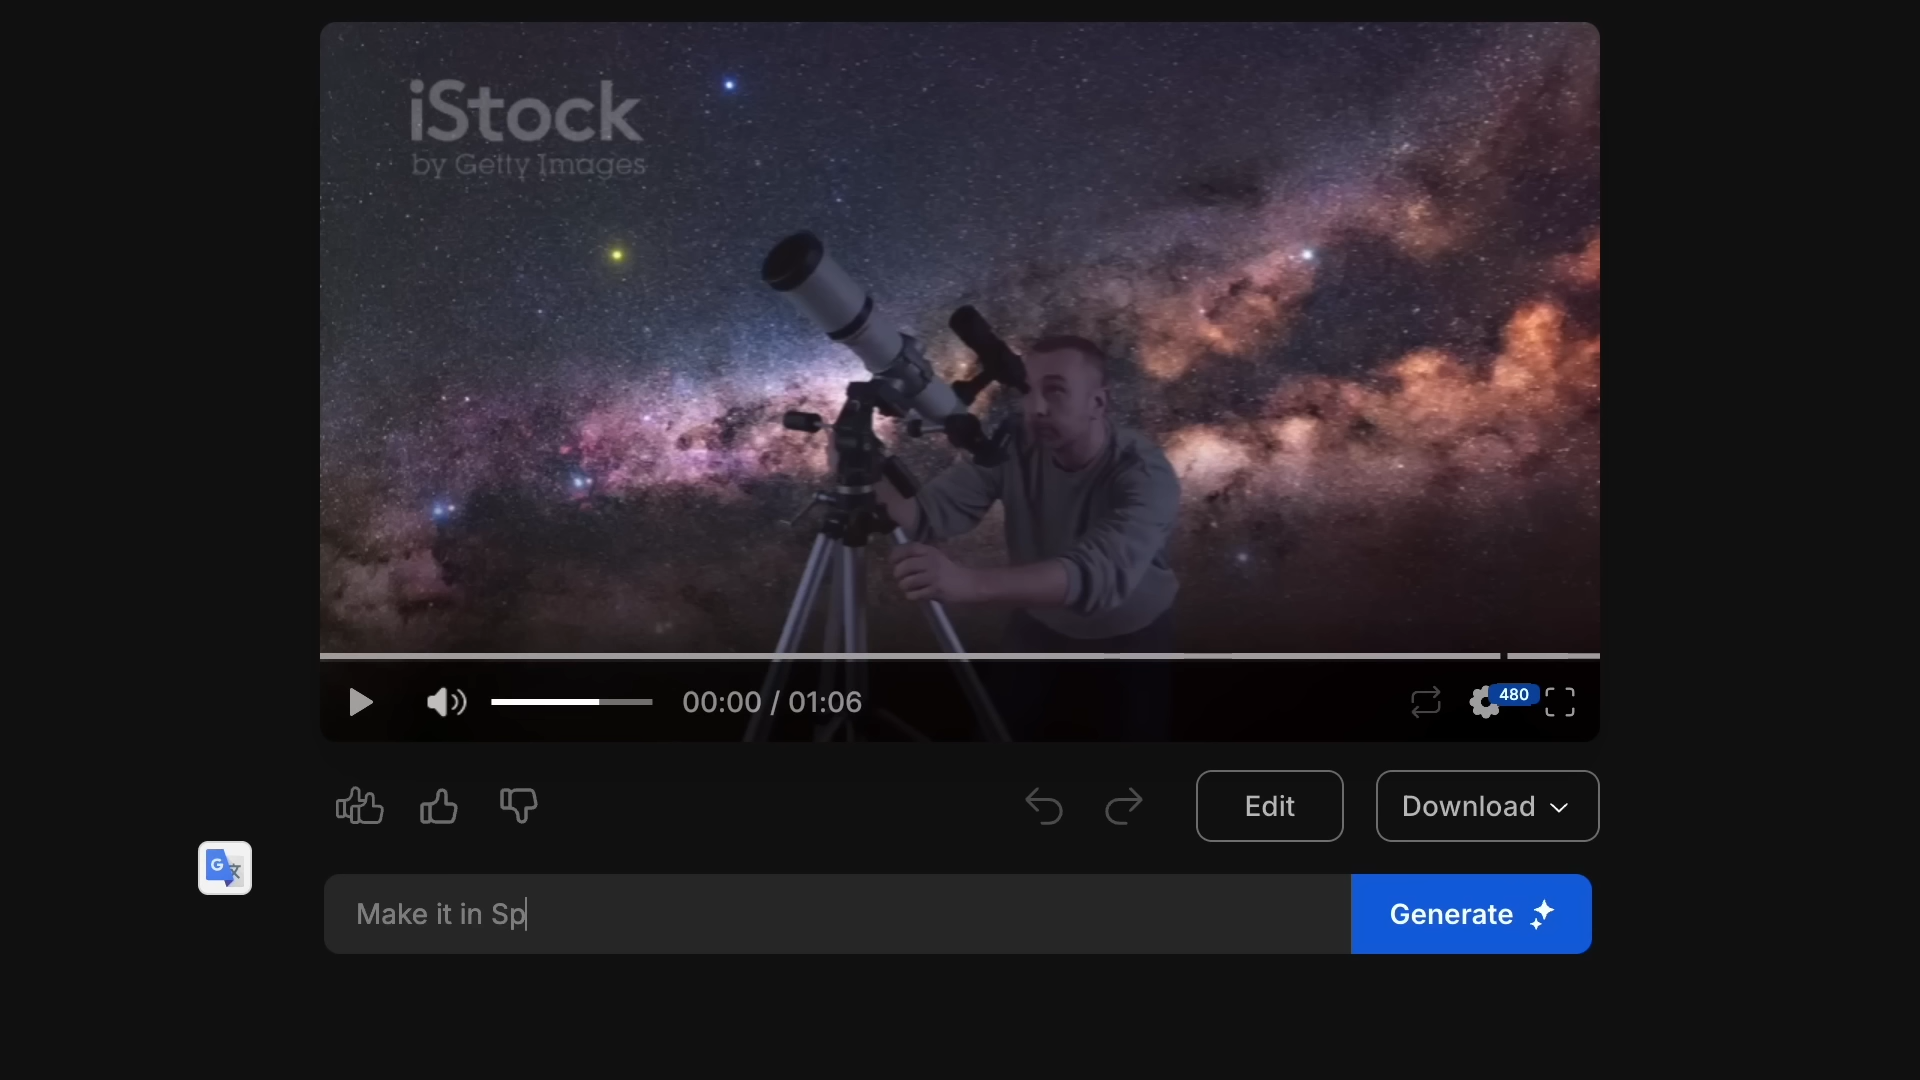 iStock
by Getty Images
00:00 / 01:06
480
Edit
Download
G
Make it in Sp
Generate